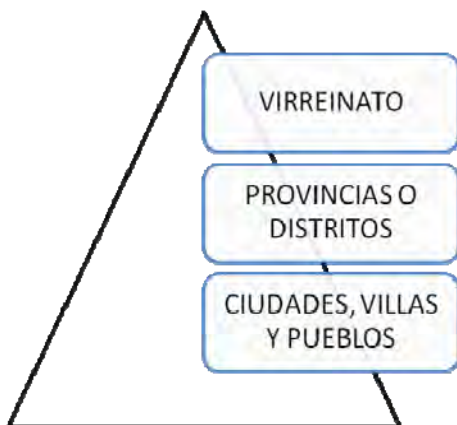 VIRREINATO
PROVINCIAS O
DISTRITOS
CIUDADES, VILLAS
Y PUEBLOS